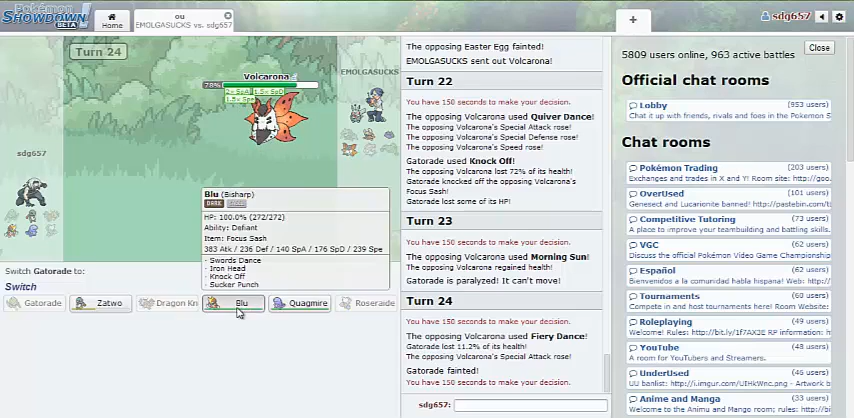 Pokémon
Showdown
BETA
Home
ou
EMOLGASUCKS vs. sdg657
+
sdg657
Turn 24
Volcarona
78%
2× SpA 1.5× SpD
1.5× Spe
EMOLGASUCKS
sdg657
Blu (Bisharp)
DARK STEEL
HP: 100.0% (272/272)
Ability: Defiant
Item: Focus Sash
383 Atk / 236 Def / 140 SpA / 176 SpD / 239 Spe
· Swords Dance
· Iron Head
· Knock Off
· Sucker Punch
Switch Gatorade to:
Switch
Gatorade
Zatwo
Dragon Kn
Blu
Quagmire
Roseraide
The opposing Easter Egg fainted!
EMOLGASUCKS sent out Volcarona!
Turn 22
You have 150 seconds to make your decision.
The opposing Volcarona used Quiver Dance!
The opposing Volcarona's Special Attack rose!
The opposing Volcarona's Special Defense rose!
The opposing Volcarona's Speed rose!
Gatorade used Knock Off!
The opposing Volcarona lost 72% of its health!
Gatorade knocked off the opposing Volcarona's
Focus Sash!
Gatorade lost some of its HP!
Turn 23
You have 150 seconds to make your decision.
The opposing Volcarona used Morning Sun!
The opposing Volcarona regained health!
Gatorade is paralyzed! It can't move!
Turn 24
You have 150 seconds to make your decision.
The opposing Volcarona used Fiery Dance!
Gatorade lost 11.2% of its health!
The opposing Volcarona's Special Attack rose!
Gatorade fainted!
You have 150 seconds to make your decision.
sdg657:
5809 users online, 963 active battles
Close
Official chat rooms
Lobby
(953 users)
Chat it up with friends, rivals and foes in the Pokemon S
Chat rooms
Pokémon Trading
(203 users)
Exchanges and trades in X and Y! Room site: http://goo.
OverUsed
(101 users)
Genesect and Lucarionite banned! http://pastebin.com/
Competitive Tutoring
(73 users)
A place to improve your teambuilding and battling skills.
VGC
(62 users)
Discuss the official Pokémon Video Game Championship
Español
(62 users)
Bienvenidos a la comunidad habla hispana! Web:
Tournaments
(60 users)
Compete in and host tournaments here! Room Website:
Roleplaying
(49 users)
Welcome! Rules: http://bit.ly/1f7AX3E RP information: h
YouTube
(48 users)
A room for YouTubers and Streamers.
UnderUsed
(46 users)
Anime and Manga
(33 users)
Welcome to the Animu and Mango room; rules: